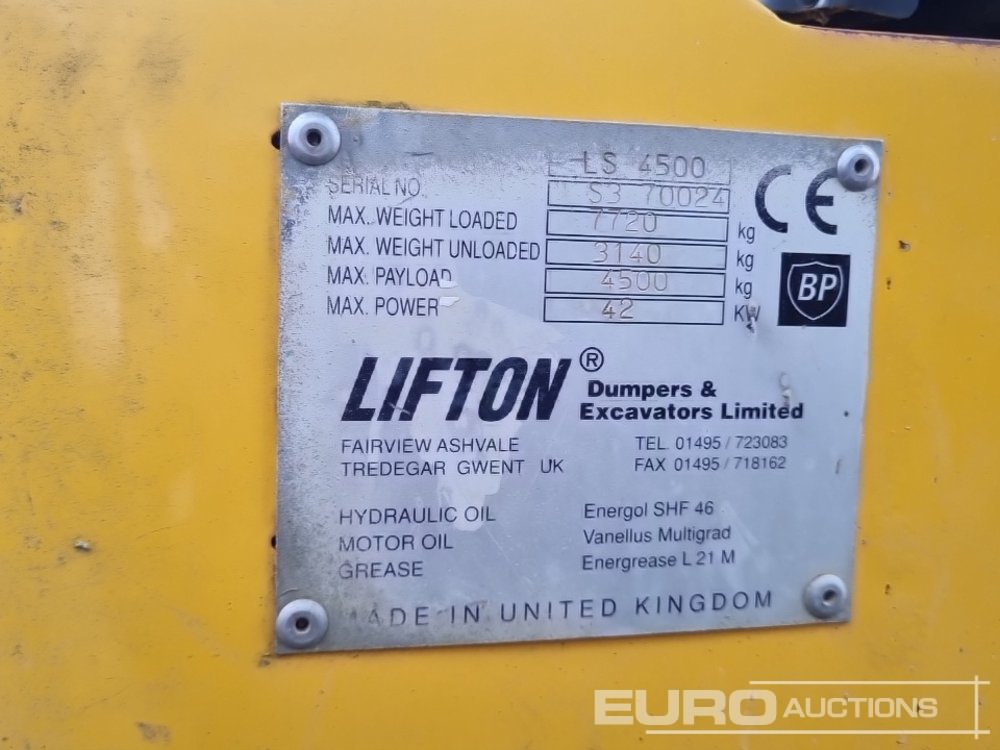 LS 4500
SERIAL NO. S3 70024
MAX. WEIGHT LOADED 7720 kg
MAX. WEIGHT UNLOADED 3140 kg
MAX. PAYLOAD 4500 kg
MAX. POWER 42 KW
CE
BP
LIFTON®
Dumpers &
Excavators Limited
FAIRVIEW ASHVALE
TREDEGAR GWENT UK
TEL. 01495 / 723083
FAX 01495 / 718162
HYDRAULIC OIL Energol SHF 46
MOTOR OIL Vanellus Multigrad
GREASE Energrease L 21 M
MADE IN UNITED KINGDOM
EURO AUCTIONS